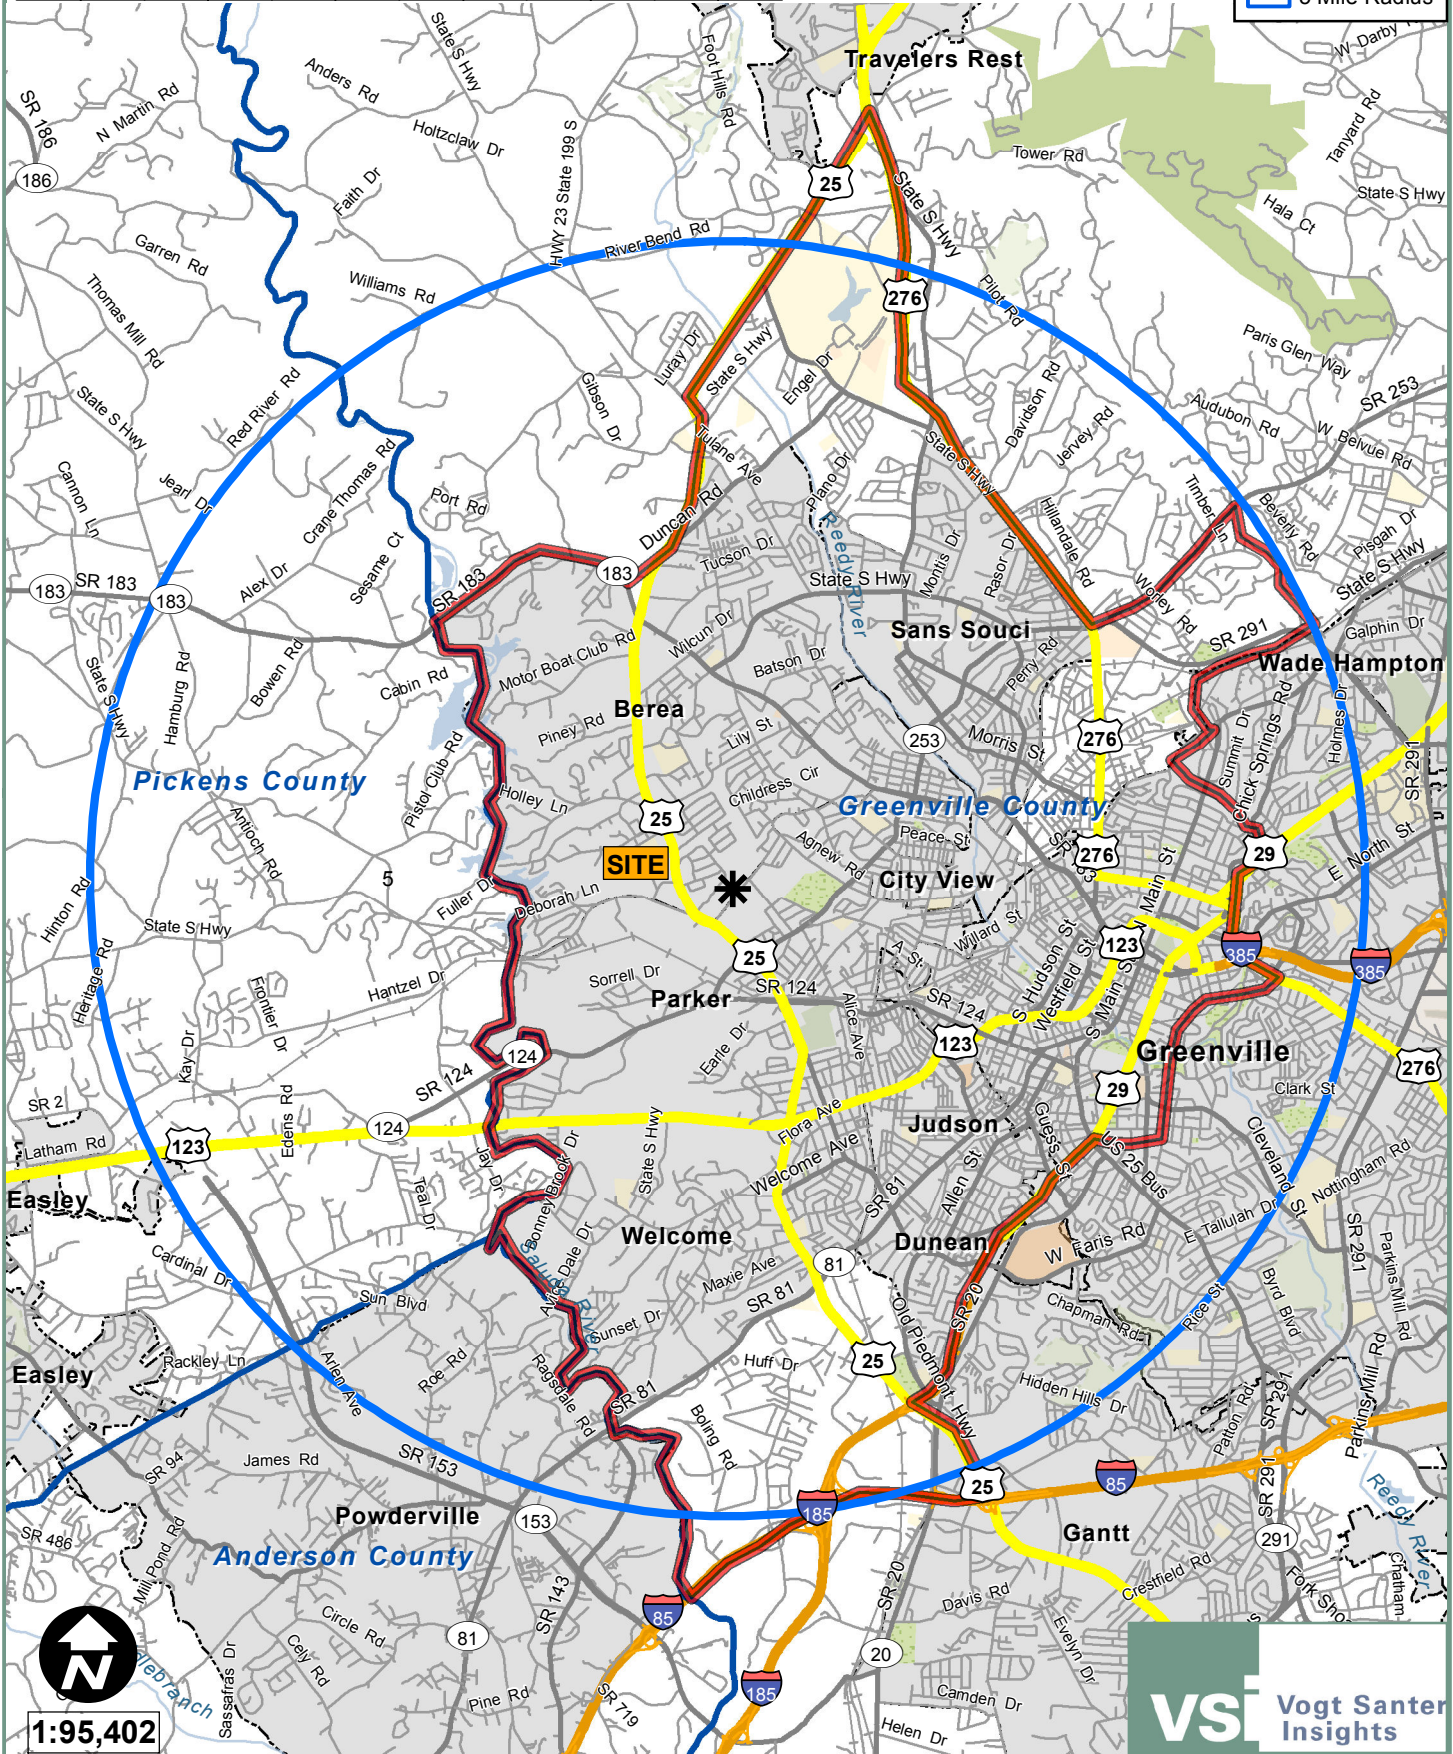 5 Mile Radius
Travelers Rest
W Darby
State S Hwy
Foot Hills Rd
Anders Rd
N Martin Rd
SR 186
186
Holtzclaw Dr
HWY 23 State 199 S
25
Tower Rd
Tanyard Rd
State S Hwy
Hala Ct
Faith Dr
Garren Rd
River Bend Rd
State S Hwy
276
Pilot Rd
Williams Rd
Thomas Mill Rd
Luray Dr
State S Hwy
Engel Dr
Paris Glen Way
SR 253
Davidson Rd
Jervey Rd
Audubon Rd
W Belvue Rd
State S Hwy
Red River Rd
Gibson Dr
Tulane Ave
Plano Dr
State S Hwy
Cannon Ln
Jearl Dr
Crane Thomas Rd
Port Rd
Duncan Rd
Reedy River
Hillandale Rd
Timber Ln
Beverly Rd
Pisgah Dr
State S Hwy
Sesame Ct
Alex Dr
SR 183
183
183
SR 183
183
Tucson Dr
State S Hwy
Montis Dr
Rasor Dr
Worley Rd
SR 291
Galphin Dr
Sans Souci
Wade Hampton
Wilcun Dr
Motor Boat Club Rd
Batson Dr
Perry Rd
State S Hwy
Hamburg Rd
Bowen Rd
Cabin Rd
Berea
Piney Rd
Lily St
253
Morris St
276
Summit Dr
Chick Springs Rd
Holmes Dr
SR 291
Pickens County
Pistol Club Rd
Holley Ln
Childress Cir
Greenville County
25
Antioch Rd
Agnew Rd
Peace St
276
29
E North St
SITE
City View
5
Fuller Dr
Deborah Ln
Main St
Hinton Rd
State S Hwy
Willard St
A St
123
385
385
25
Heritage Rd
Frontier Dr
Hantzel Dr
Sorrell Dr
Parker
SR 124
Alice Ave
SR 124
S Hudson St
Westfield St
S Main St
Kay Dr
124
SR 124
Earle Dr
123
Greenville
276
29
Clark St
SR 2
Latham Rd
123
Edens Rd
124
Flora Ave
Judson
Guess St
State S Hwy
Welcome Ave
US 25 Bus
Cleveland St
Nottingham Rd
Easley
Jay Dr
Teal Dr
Bonney Brook Dr
SR 81
Allen St
Welcome
Dunean
W Faris Rd
E Tallulah Dr
SR 291
Parkins Mill Rd
Cardinal Dr
Saluda River
Avice Dale Dr
Maxie Ave
81
SR 81
Sun Blvd
Sunset Dr
Old Piedmont Hwy
SR 20
Chapman Rd
Rice St
Byrd Blvd
Easley
Rackley Ln
Arlen Ave
Roe Rd
Ragsdale Rd
SR 81
Huff Dr
25
Hidden Hills Dr
Patton Rd
SR 291
Parkins Mill Rd
Boling Rd
SR 94
James Rd
SR 153
25
85
185
SR 291
Reedy River
Powderville
153
Gantt
291
SR 486
Mill Pond Rd
Anderson County
SR 143
SR 20
Davis Rd
Crestfield Rd
Fork Sho
Chatham
85
Circle Rd
Cely Rd
81
Evelyn Dr
20
N
Sassafras Dr
Pine Rd
SR 719
185
Camden Dr
Helen Dr
1:95,402
vsi Vogt Santer
Insights